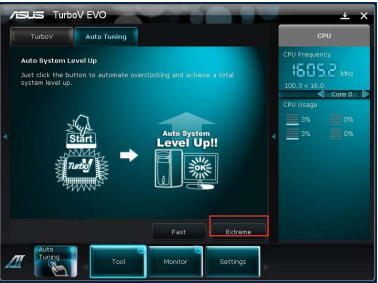 ASUS TurboV EVO
TurboV
Auto Tuning
CPU
Auto System Level Up
Just click the button to automate overclocking and achieve a total
system level up.
CPU Frequency
1605.2 MHz
100.3 x 16.0
Core 0
CPU Usage
3%
0%
3%
0%
Start
Turbo
Auto System
Level Up!!
OK
Fast
Extreme
Auto
Tuning
Tool
Monitor
Settings